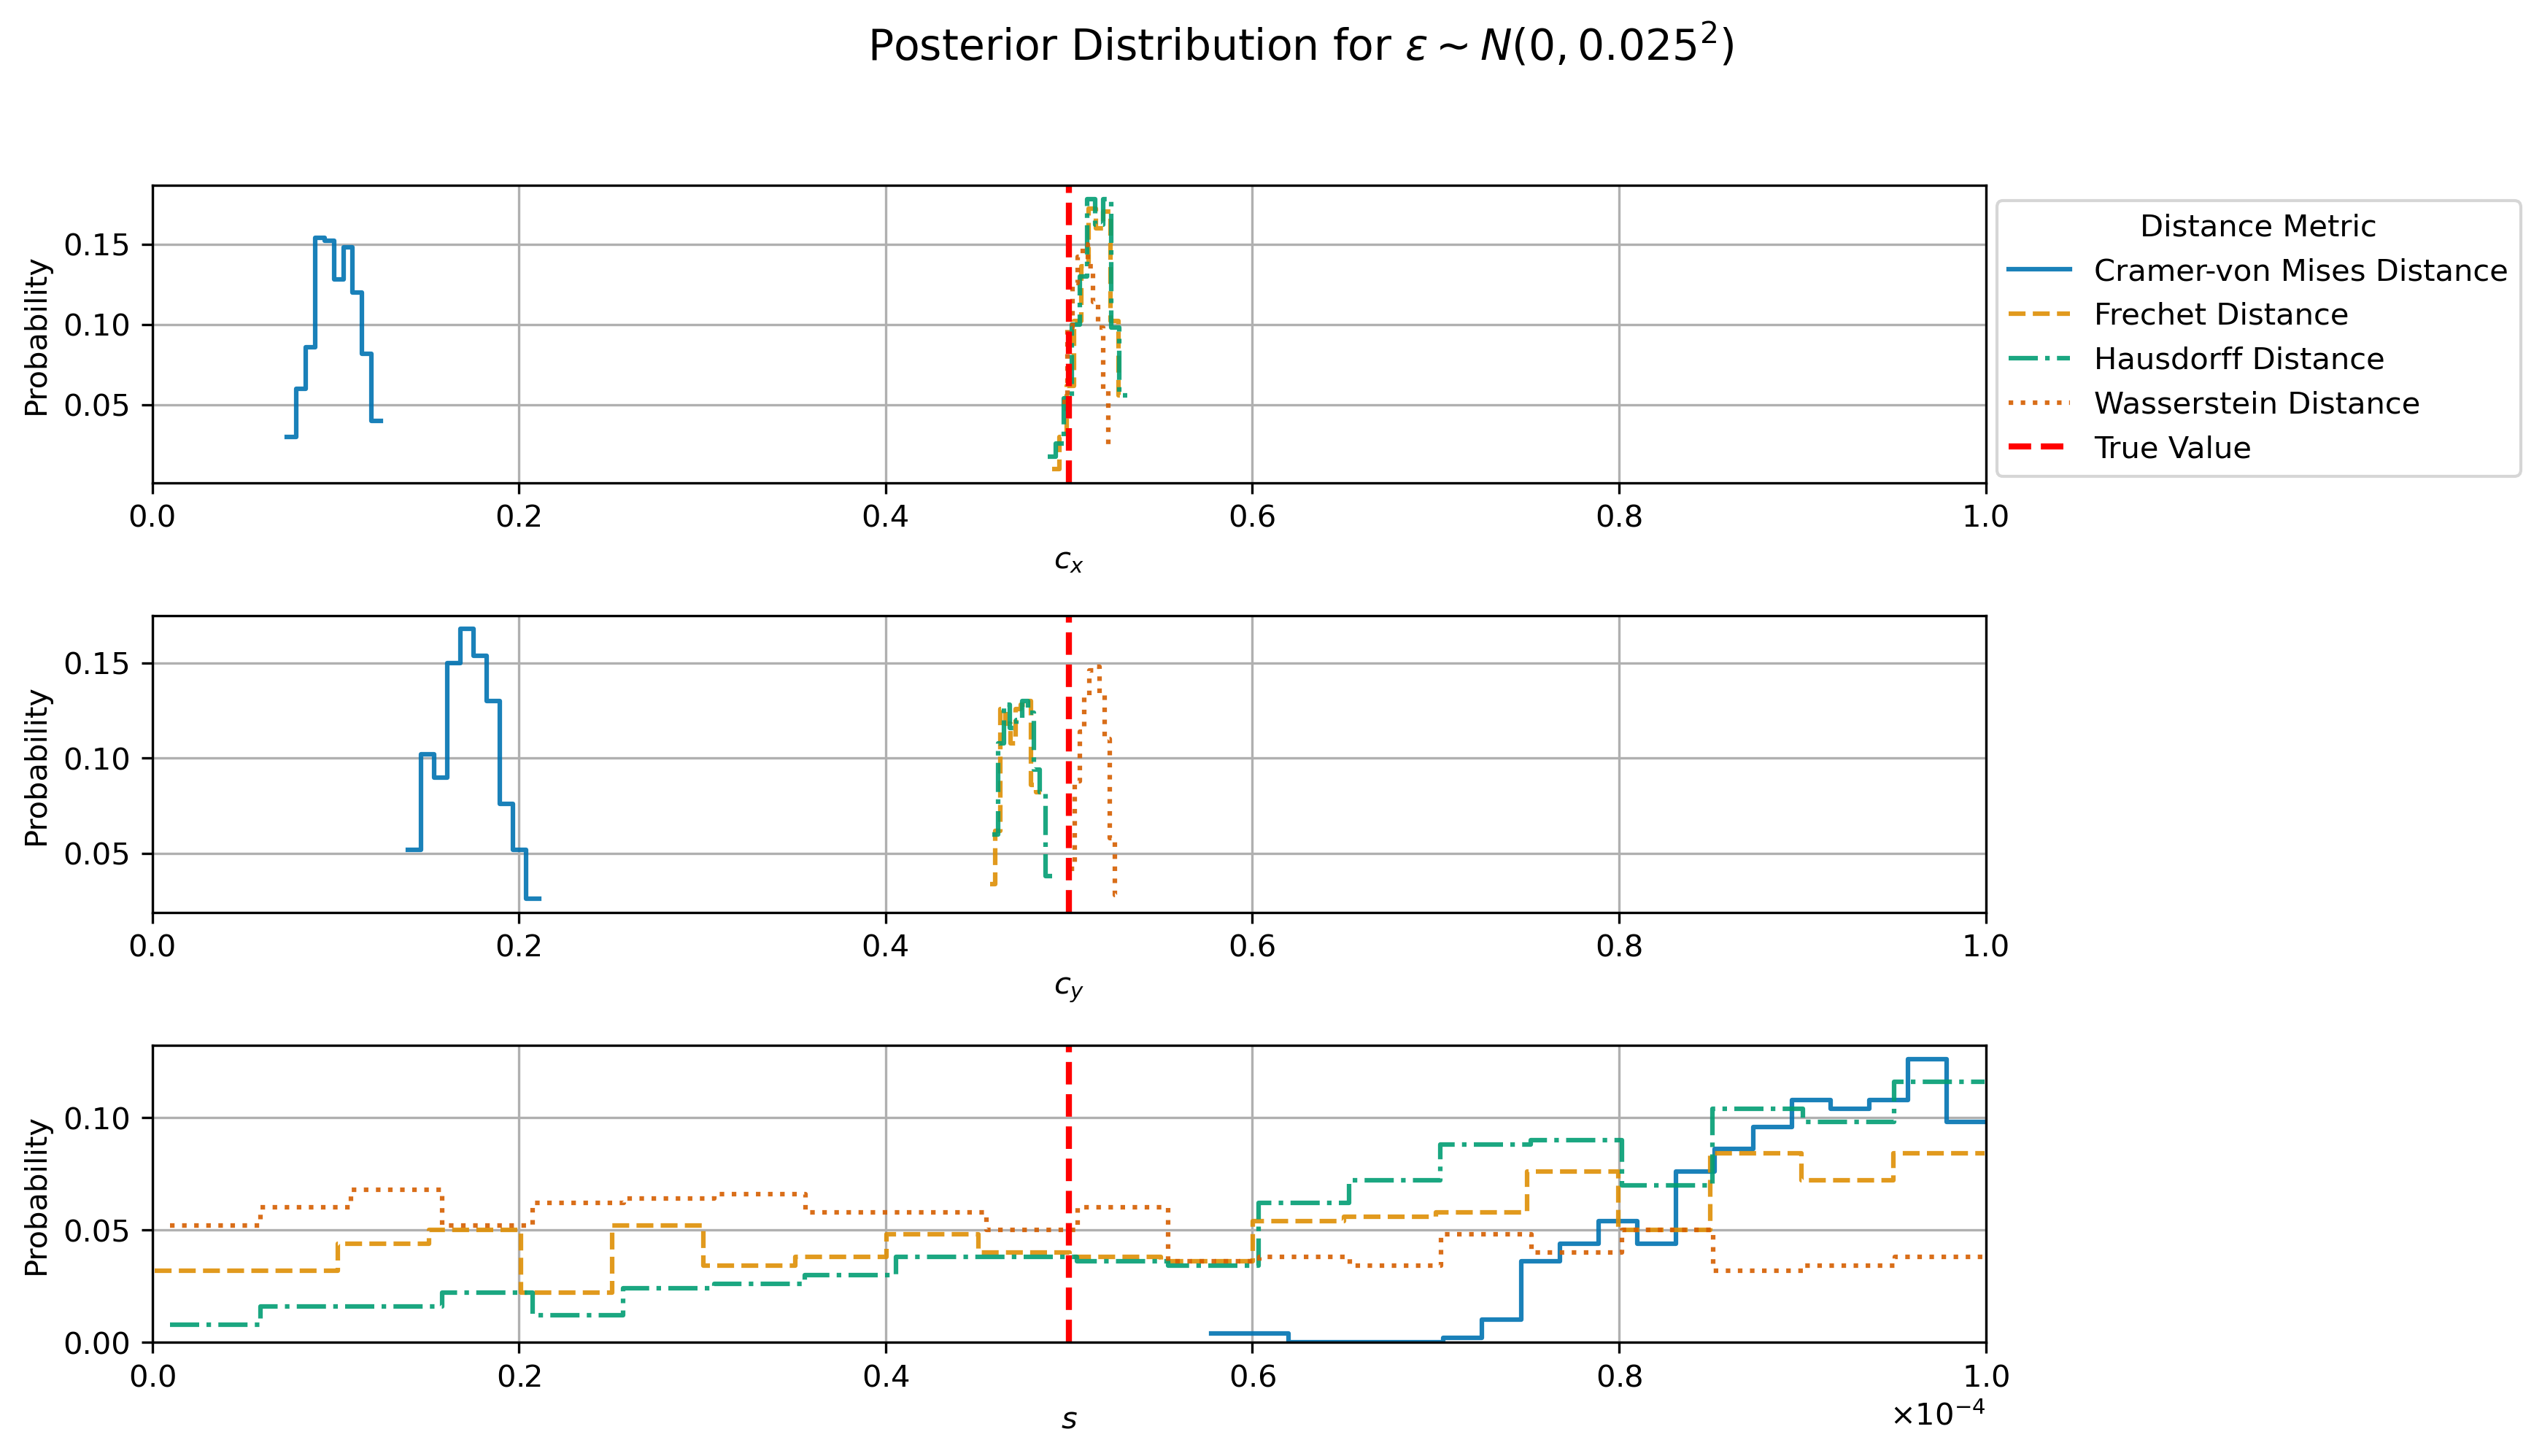 Posterior Distribution for ε ~ N(0, 0.025²)
Probability
0.15
0.10
0.05
0.0 0.2 0.4 0.6 0.8 1.0
cₓ
Distance Metric
Cramer-von Mises Distance
Frechet Distance
Hausdorff Distance
Wasserstein Distance
True Value
Probability
0.15
0.10
0.05
0.0 0.2 0.4 0.6 0.8 1.0
c_y
Probability
0.10
0.05
0.00
0.0 0.2 0.4 0.6 0.8 1.0
×10⁻⁴
s